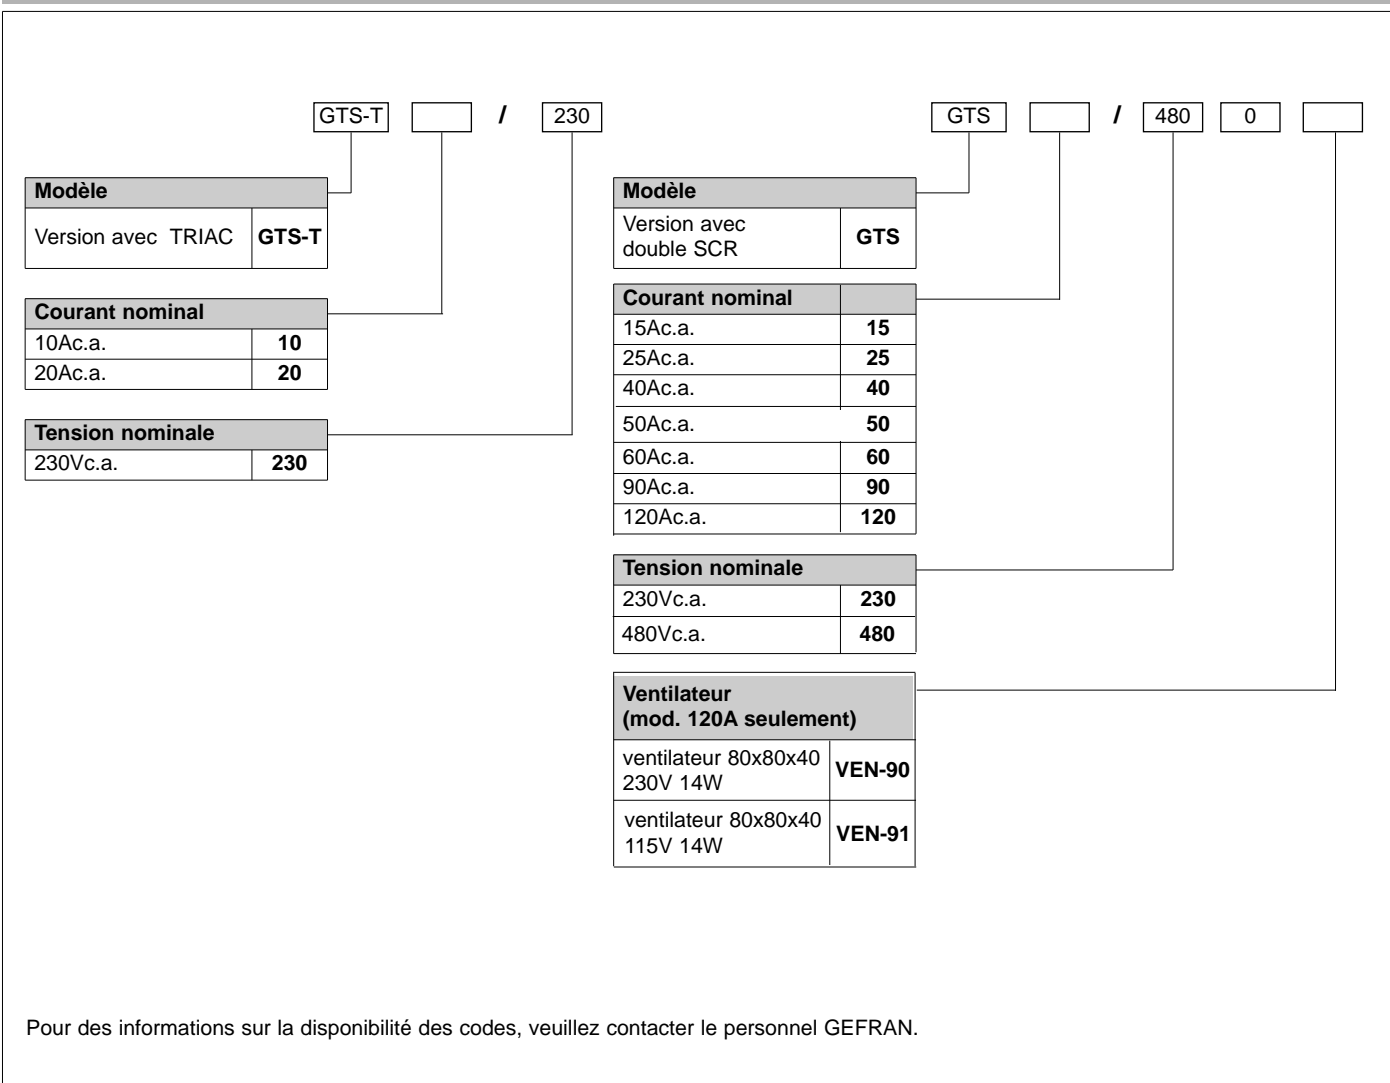 GTS-T / 230
Modèle
Version avec TRIAC GTS-T
Courant nominal
10Ac.a. 10
20Ac.a. 20
Tension nominale
230Vc.a. 230
GTS / 480 0
Modèle
Version avec
double SCR GTS
Courant nominal
15Ac.a. 15
25Ac.a. 25
40Ac.a. 40
50Ac.a. 50
60Ac.a. 60
90Ac.a. 90
120Ac.a. 120
Tension nominale
230Vc.a. 230
480Vc.a. 480
Ventilateur
(mod. 120A seulement)
ventilateur 80x80x40
230V 14W VEN-90
ventilateur 80x80x40
115V 14W VEN-91
Pour des informations sur la disponibilité des codes, veuillez contacter le personnel GEFRAN.